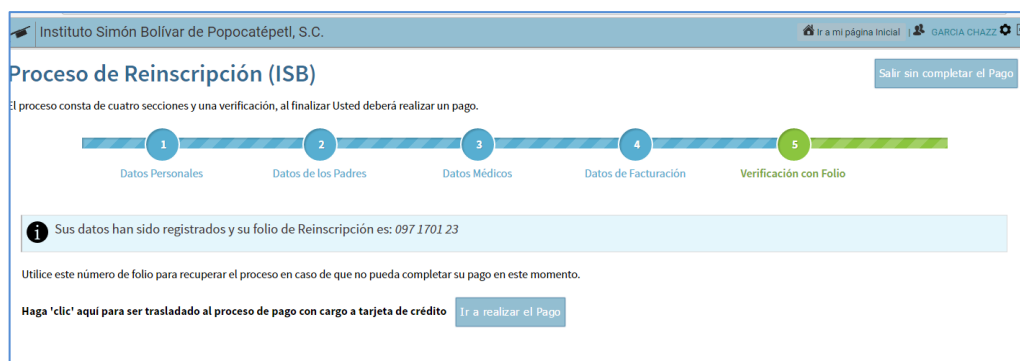 Instituto Simón Bolívar de Popocatépetl, S.C.
Ir a mi página Inicial | GARCIA CHAZZ
Proceso de Reinscripción (ISB)
Salir sin completar el Pago
El proceso consta de cuatro secciones y una verificación, al finalizar Usted deberá realizar un pago.
1 2 3 4 5
Datos Personales Datos de los Padres Datos Médicos Datos de Facturación Verificación con Folio
Sus datos han sido registrados y su folio de Reinscripción es: 097 1701 23
Utilice este número de folio para recuperar el proceso en caso de que no pueda completar su pago en este momento.
Haga 'clic' aquí para ser trasladado al proceso de pago con cargo a tarjeta de crédito Ir a realizar el Pago